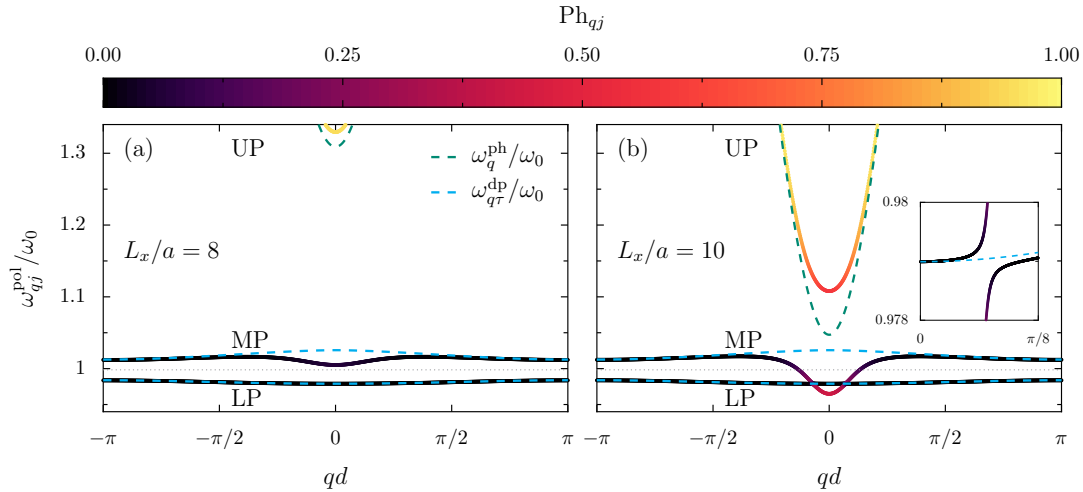 Ph_{qj}
0.00 0.25 0.50 0.75 1.00
(a) UP
ω_q^{ph}/ω_0
ω_{qτ}^{dp}/ω_0
L_x/a = 8
MP
LP
1.3
1.2
1.1
1
ω_{qj}^{pol}/ω_0
−π −π/2 0 π/2 π
qd
(b) UP
L_x/a = 10
MP
LP
0.98
0.978
0 π/8
−π −π/2 0 π/2 π
qd